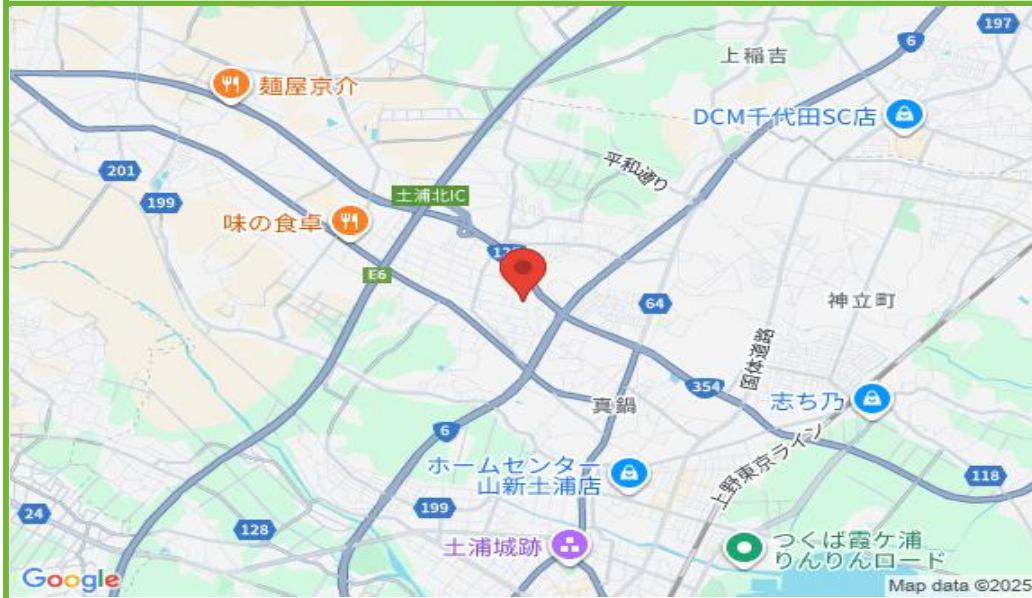 197
6
上稲吉
麺屋京介
DCM千代田SC店
平和通り
201
199
土浦北IC
味の食卓
E6
64
神立町
国体道路
354
志ち乃
真鍋
6
ホームセンター
山新土浦店
上野東京ライン
118
199
24
128
土浦城跡
つくば霞ケ浦
りんりんロード
Google
Map data ©2025